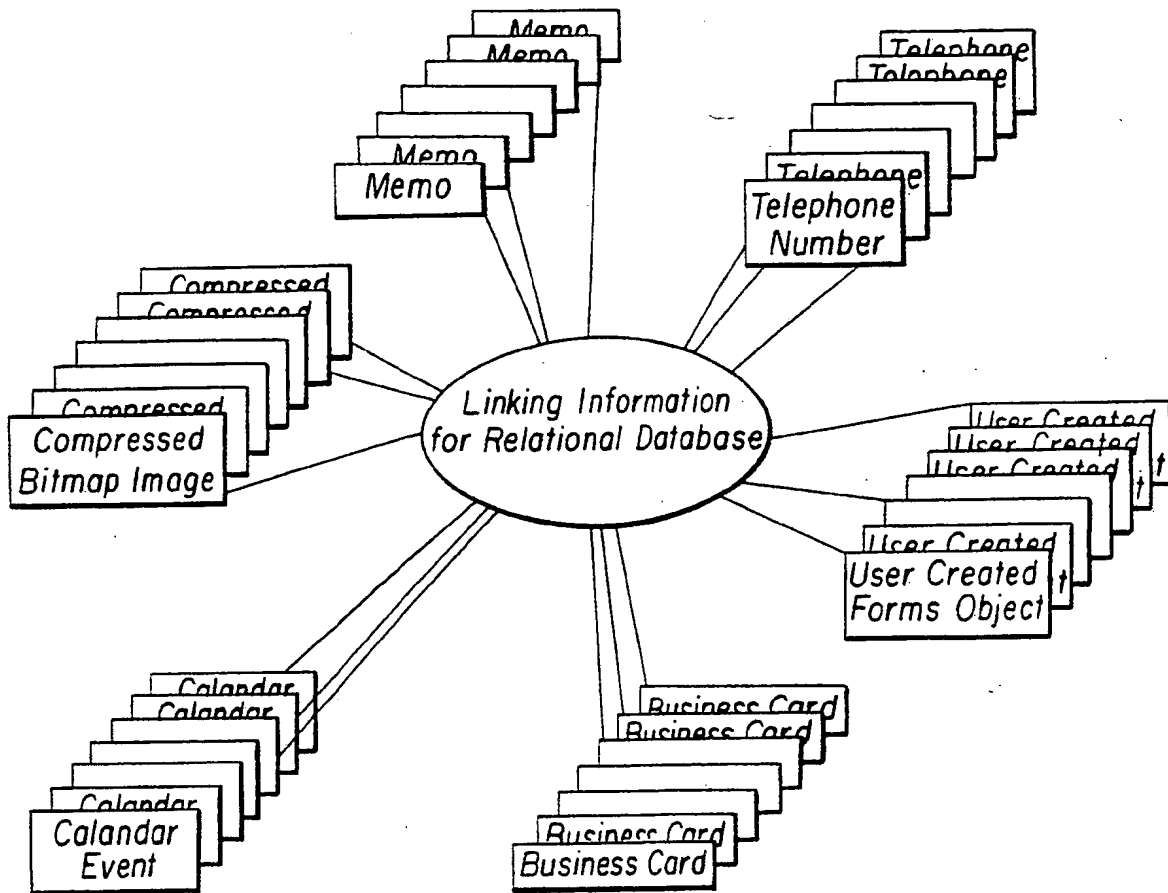 Memo
Memo
Memo
Memo
Telephone
Telephone
Telephone
Telephone
Number
Compressed
Compressed
Compressed
Compressed
Bitmap Image
Linking Information
for Relational Database
User Created
User Created
t
User Created
t
User Created
User Created
t
Forms Object
Calandar
Calandar
Calandar
Calandar
Event
Business Card
Business Card
Business Card
Business Card